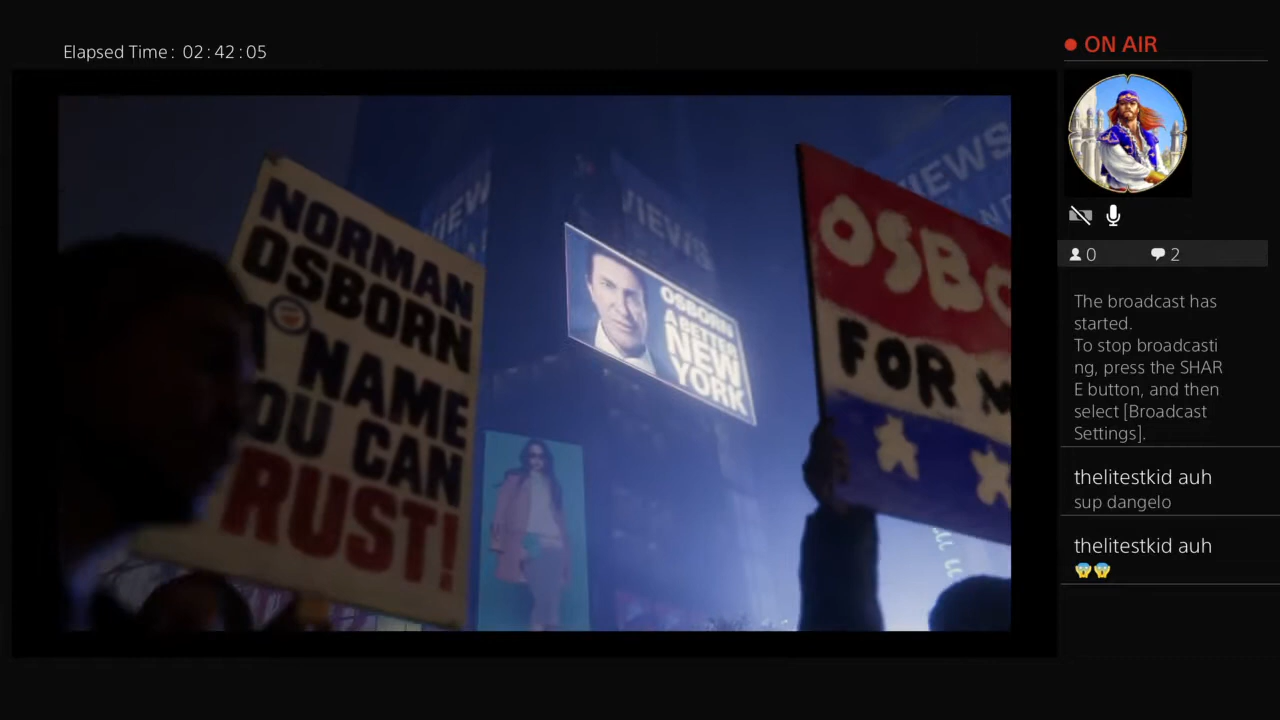 Elapsed Time: 02:42:05
ON AIR
0 2
The broadcast has
started.
To stop broadcasti
ng, press the SHAR
E button, and then
select [Broadcast
Settings].
thelitestkid auh
sup dangelo
thelitestkid auh
😱😱
NORMAN
OSBORN
NAME
OU CAN
RUST!
VIEWS
OSBORN
A BETTER
NEW
YORK
VIEWS
OSBO
FOR